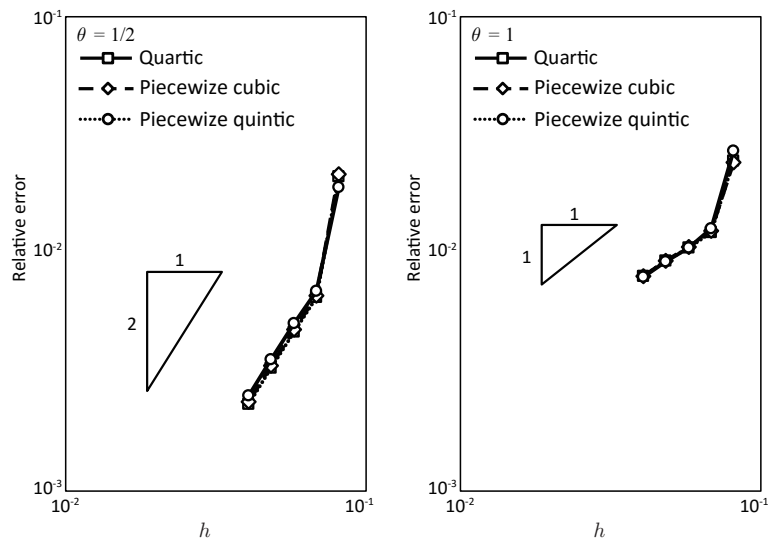 10⁻¹
θ = 1/2
Quartic
Piecewize cubic
Piecewize quintic
Relative error
10⁻²
1
2
10⁻³
10⁻²
10⁻¹
h
10⁻¹
θ = 1
Quartic
Piecewize cubic
Piecewize quintic
Relative error
10⁻²
1
1
10⁻³
10⁻²
10⁻¹
h